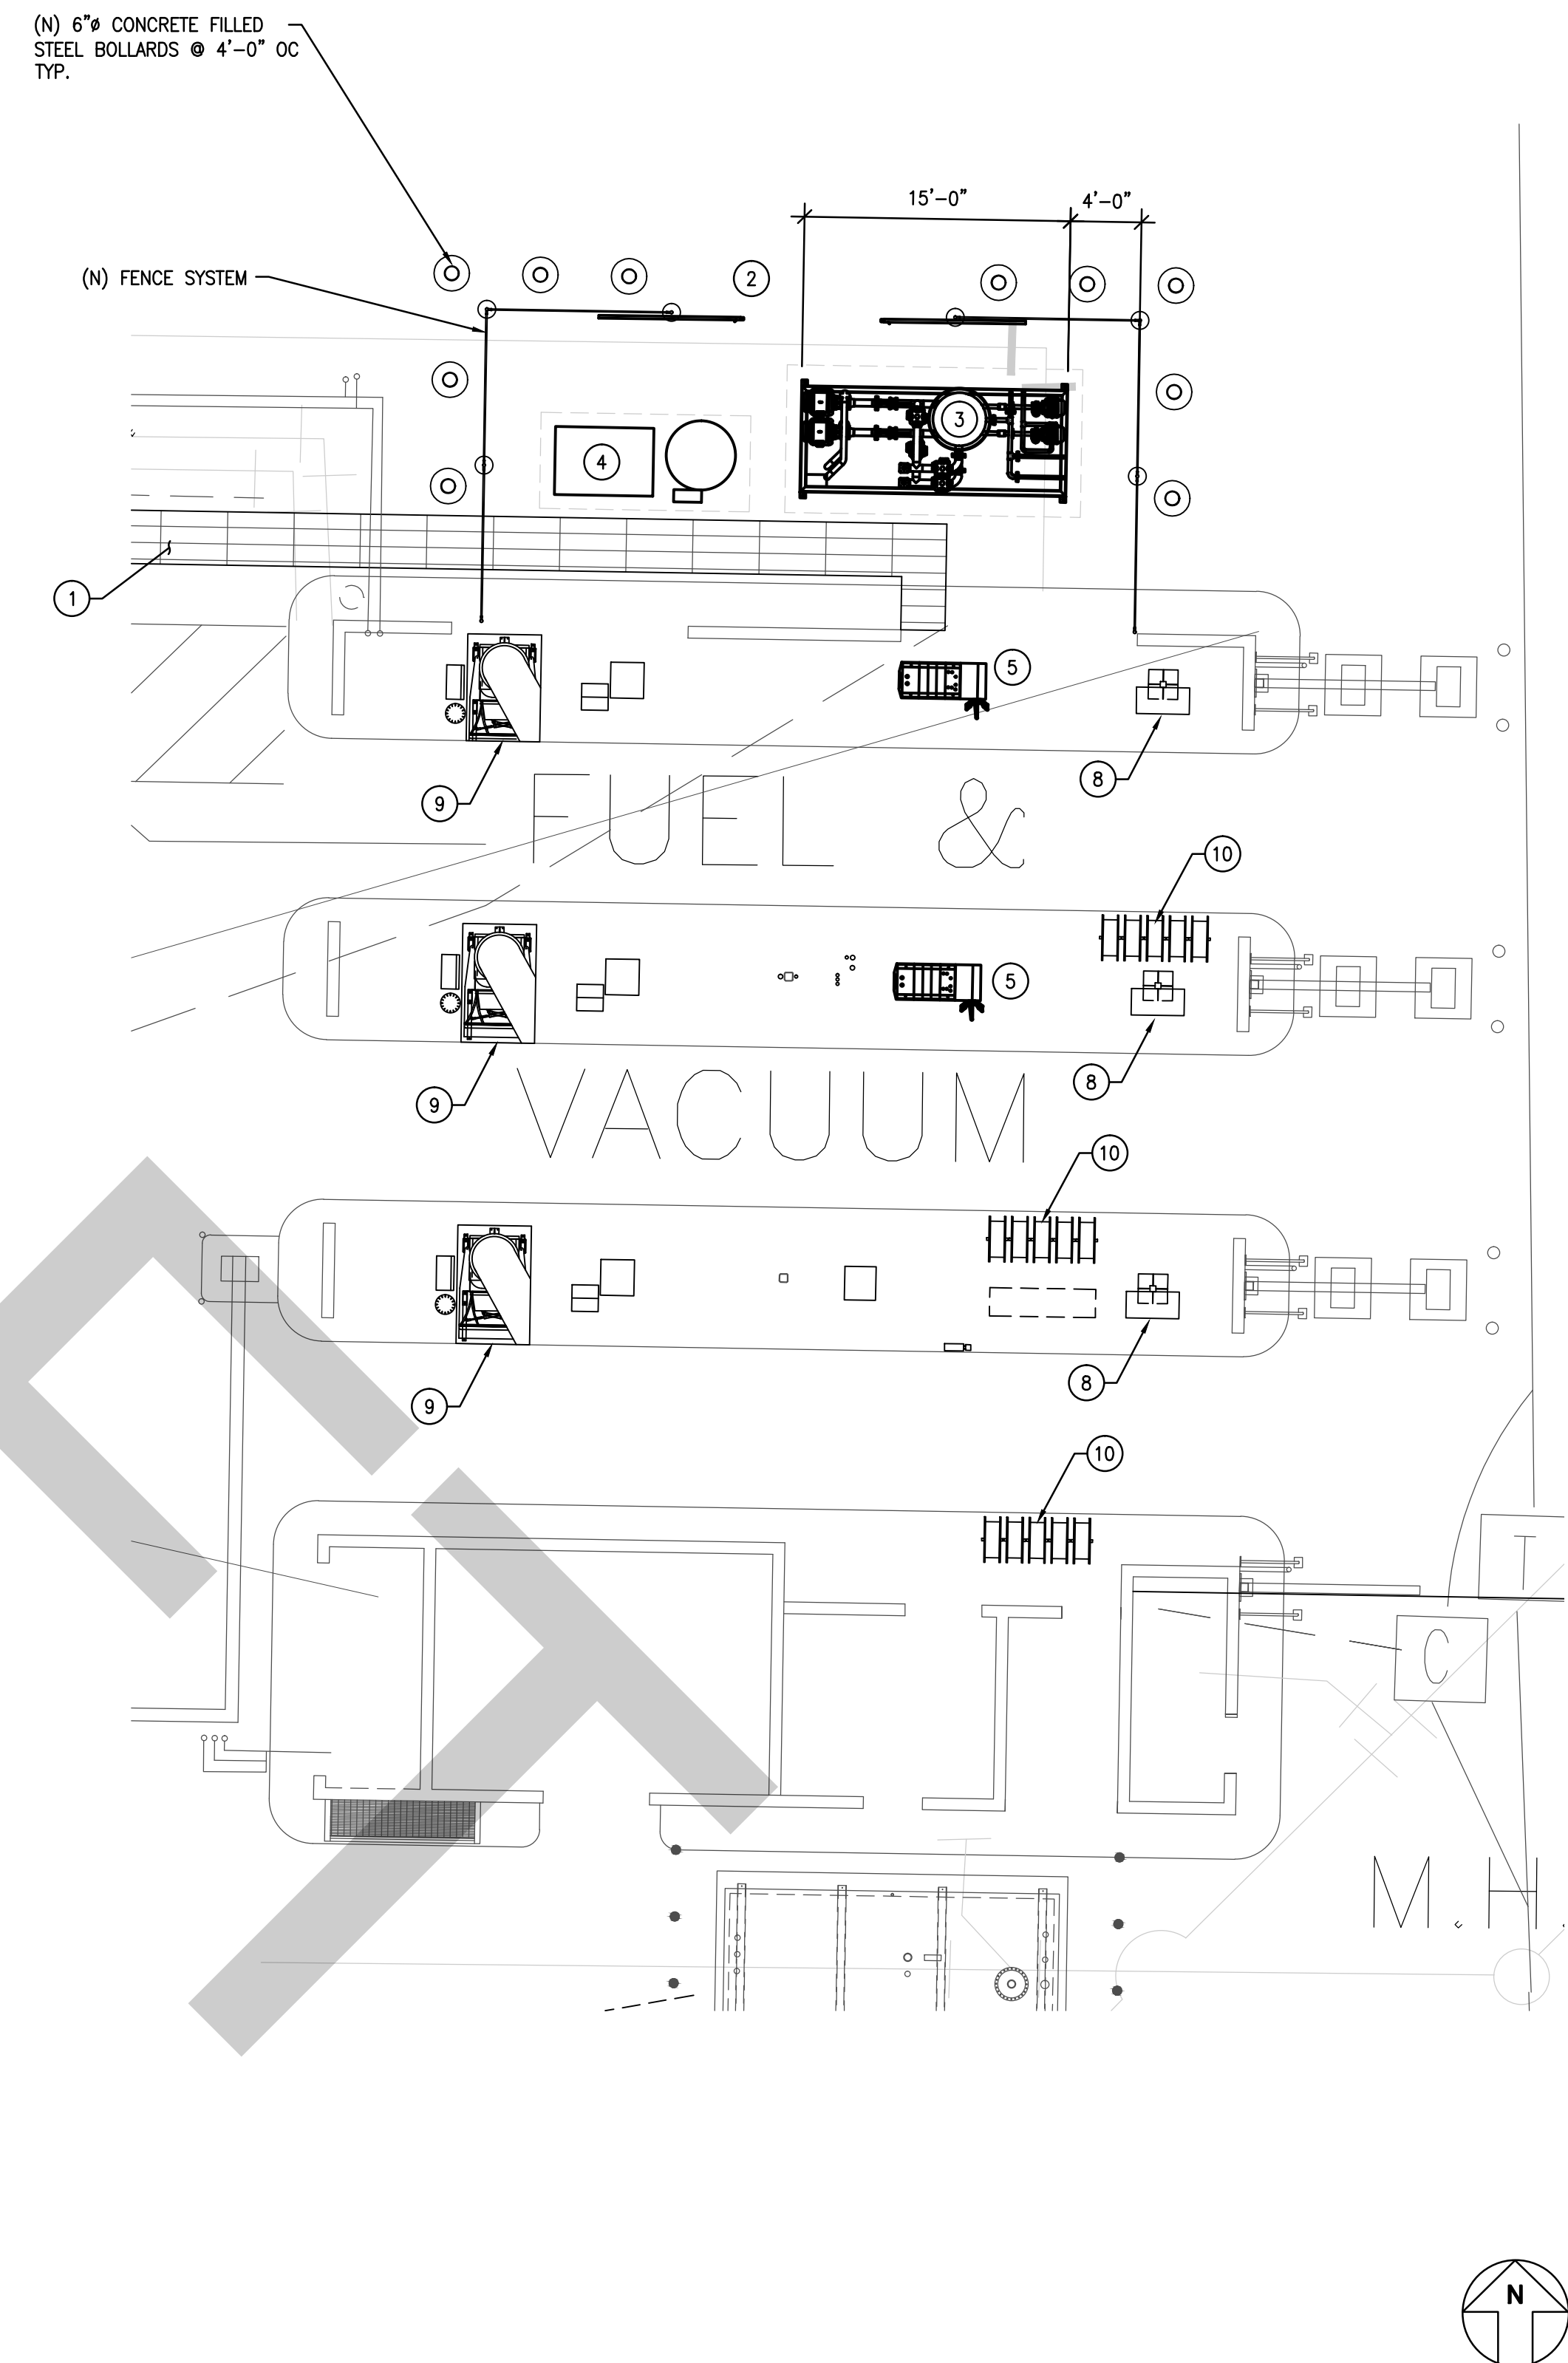 (N) 6"ø CONCRETE FILLED
STEEL BOLLARDS @ 4'-0" OC
TYP.
15'-0"
4'-0"
(N) FENCE SYSTEM
2
3
4
1
5
9
8
FUEL &
10
5
9
8
VACUUM
10
9
8
10
C
M.H.
N